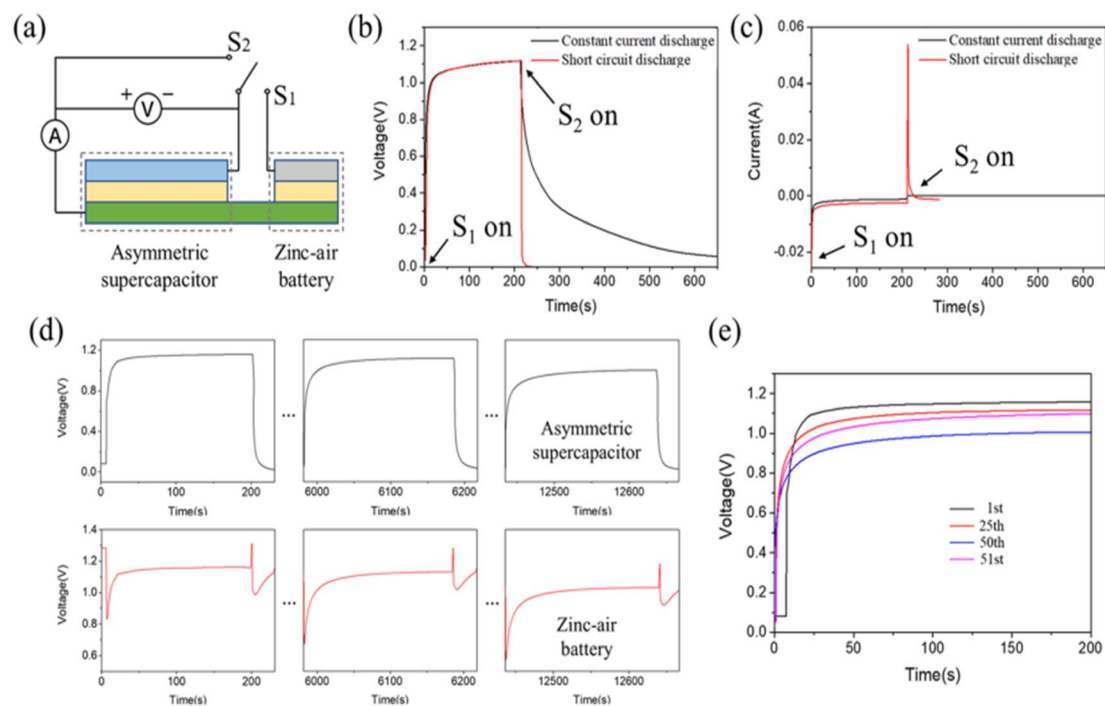 (a)
S2
S1
+ V −
A
Asymmetric
supercapacitor
Zinc-air
battery
(b)
Voltage(V)
1.2
1.0
0.8
0.6
0.4
0.2
0.0
Constant current discharge
Short circuit discharge
S2 on
S1 on
0 100 200 300 400 500 600
Time(s)
(c)
Current(A)
0.06
0.04
0.02
0.00
-0.02
Constant current discharge
Short circuit discharge
S2 on
S1 on
0 100 200 300 400 500 600
Time(s)
(d)
Voltage(V)
1.2
0.8
0.4
0.0
0 100 200
Time(s)
...
6000 6100 6200
Time(s)
...
Asymmetric
supercapacitor
12500 12600
Time(s)
Voltage(V)
1.4
1.2
1.0
0.8
0.6
0 100 200
Time(s)
...
6000 6100 6200
Time(s)
...
Zinc-air
battery
12500 12600
Time(s)
(e)
Voltage(V)
1.2
1.0
0.8
0.6
0.4
0.2
0.0
1st
25th
50th
51st
0 50 100 150 200
Time(s)